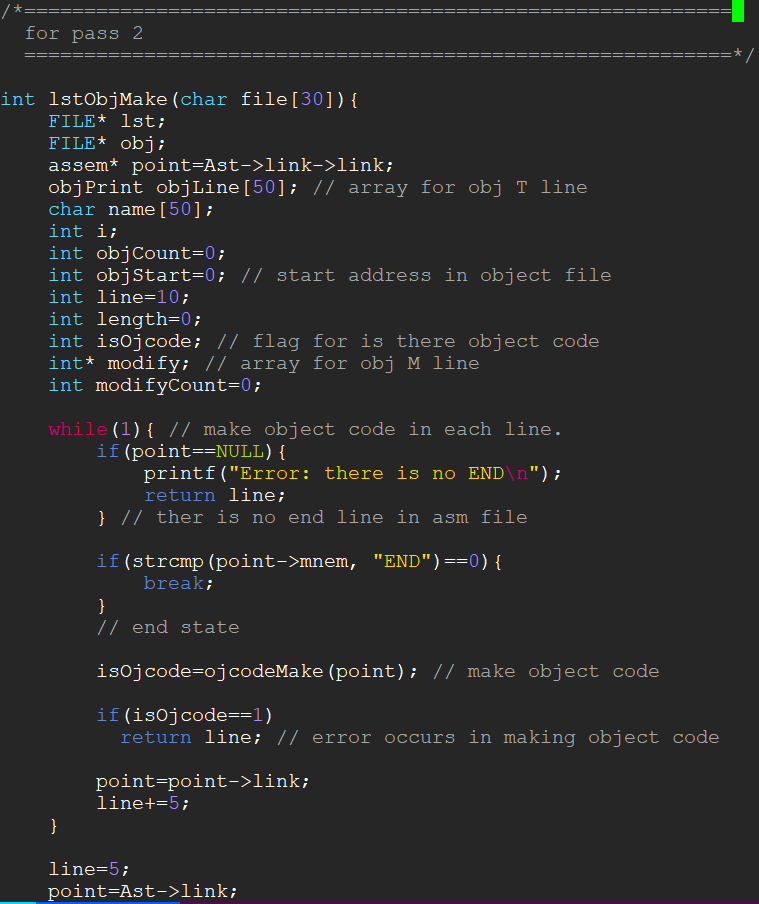 /*===========================================================
  for pass 2
  ===========================================================*/

int lstObjMake(char file[30]){
    FILE* lst;
    FILE* obj;
    assem* point=Ast->link->link;
    objPrint objLine[50]; // array for obj T line
    char name[50];
    int i;
    int objCount=0;
    int objStart=0; // start address in object file
    int line=10;
    int length=0;
    int isOjcode; // flag for is there object code
    int* modify; // array for obj M line
    int modifyCount=0;

    while(1){ // make object code in each line.
        if(point==NULL){
            printf("Error: there is no END\n");
            return line;
        } // ther is no end line in asm file

        if(strcmp(point->mnem, "END")==0){
            break;
        }
        // end state

        isOjcode=ojcodeMake(point); // make object code

        if(isOjcode==1)
          return line; // error occurs in making object code

        point=point->link;
        line+=5;
    }

    line=5;
    point=Ast->link;